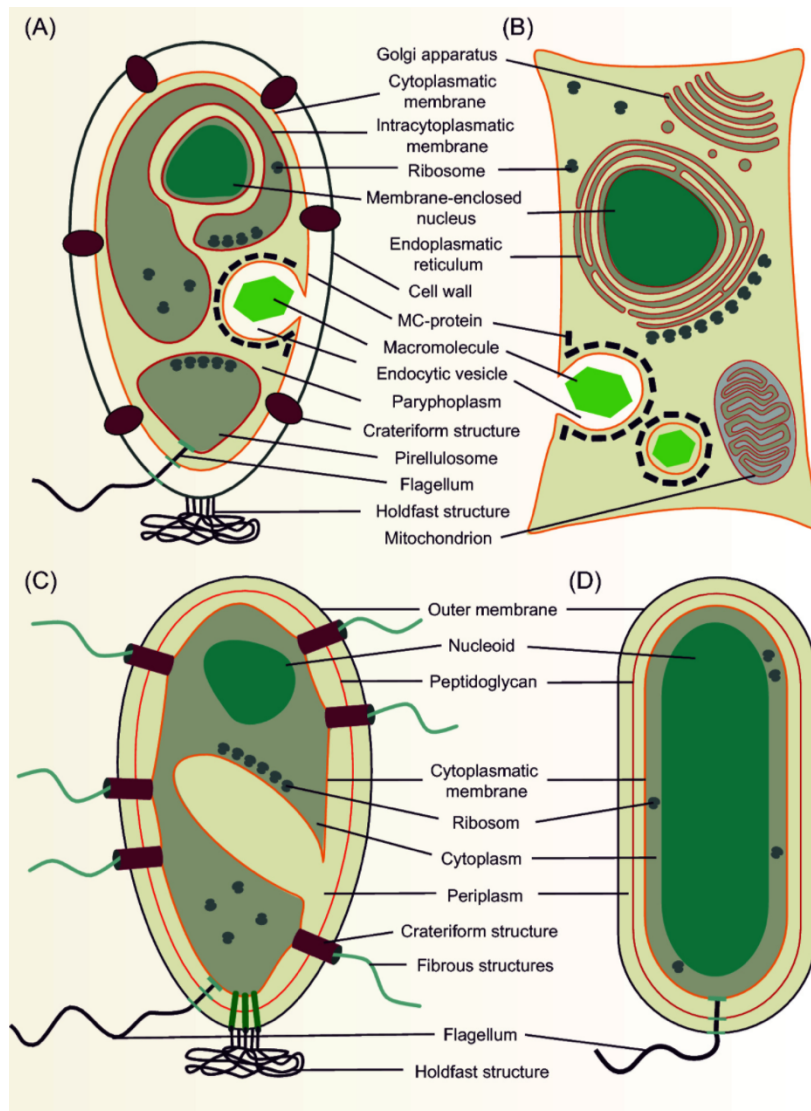 (A)
(B)
Golgi apparatus
Cytoplasmatic
membrane
Intracytoplasmatic
membrane
Ribosome
Membrane-enclosed
nucleus
Endoplasmatic
reticulum
Cell wall
MC-protein
Macromolecule
Endocytic vesicle
Paryphoplasm
Crateriform structure
Pirellulosome
Flagellum
Holdfast structure
Mitochondrion
(C)
(D)
Outer membrane
Nucleoid
Peptidoglycan
Cytoplasmatic
membrane
Ribosom
Cytoplasm
Periplasm
Crateriform structure
Fibrous structures
Flagellum
Holdfast structure